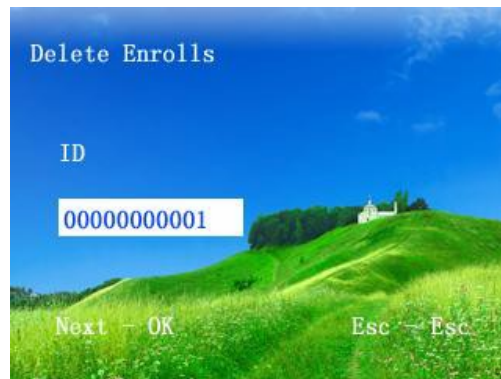 Delete Enrolls
ID
00000000001
Next - OK Esc - Esc